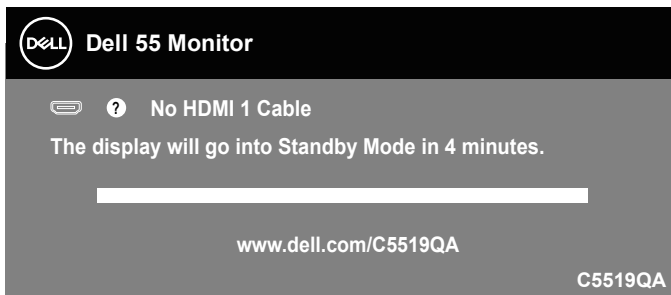 DELL Dell 55 Monitor
? No HDMI 1 Cable
The display will go into Standby Mode in 4 minutes.
www.dell.com/C5519QA
C5519QA